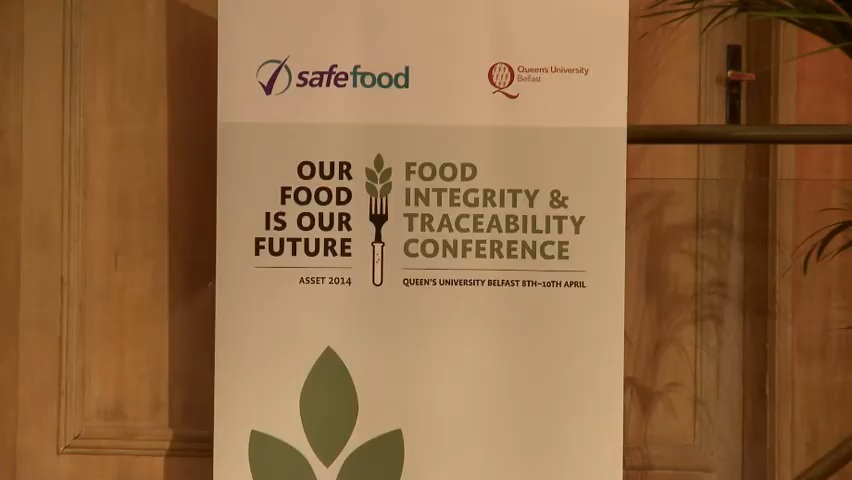 safefood
Queen's University
Belfast
OUR
FOOD
IS OUR
FUTURE
ASSET 2014
FOOD
INTEGRITY &
TRACEABILITY
CONFERENCE
QUEEN'S UNIVERSITY BELFAST 8TH–10TH APRIL